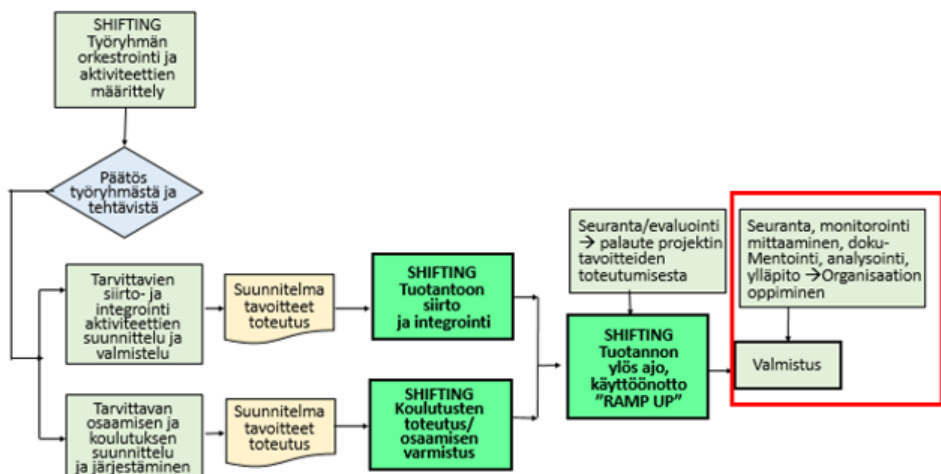 SHIFTING
Työryhmän
orkestrointi ja
aktiviteettien
määrittely
Päätös
työryhmästä ja
tehtävistä
Tarvittavien
siirto- ja
integrointi
aktiviteettien
suunnittelu ja
valmistelu
Suunnitelma
tavoitteet
toteutus
SHIFTING
Tuotantoon
siirto
ja integrointi
Tarvittavan
osaamisen ja
koulutuksen
suunnittelu
ja järjestäminen
Suunnitelma
tavoitteet
toteutus
SHIFTING
Koulutusten
toteutus/
osaamisen
varmistus
Seuranta/evaluointi
→ palaute projektin
tavoitteiden
toteutumisesta
SHIFTING
Tuotannon
ylös ajo,
käyttöönotto
”RAMP UP”
Seuranta, monitorointi
mittaaminen, doku-
Mentointi, analysointi,
ylläpito →Organisaation
oppiminen
Valmistus